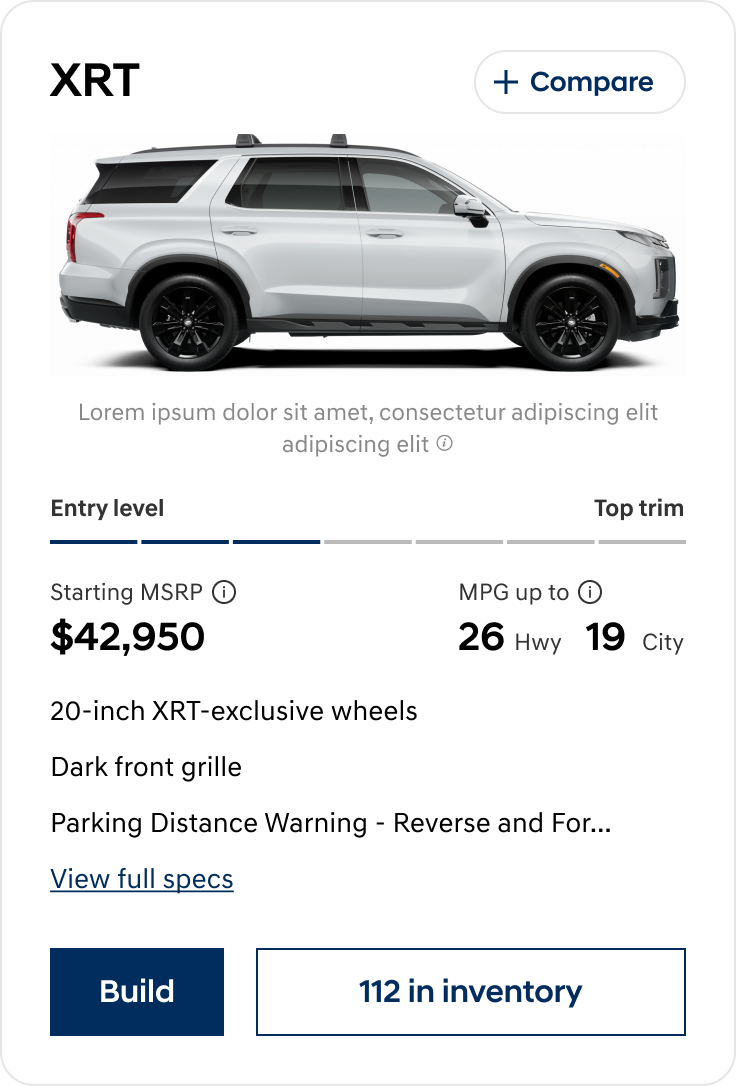 XRT
Compare
Lorem ipsum dolor sit amet, consectetur adipiscing elit
adipiscing elit
Entry level
Top trim
Starting MSRP
MPG up to
$42,950
26 Hwy 19 City
20-inch XRT-exclusive wheels
Dark front grille
Parking Distance Warning - Reverse and For...
View full specs
Build
112 in inventory